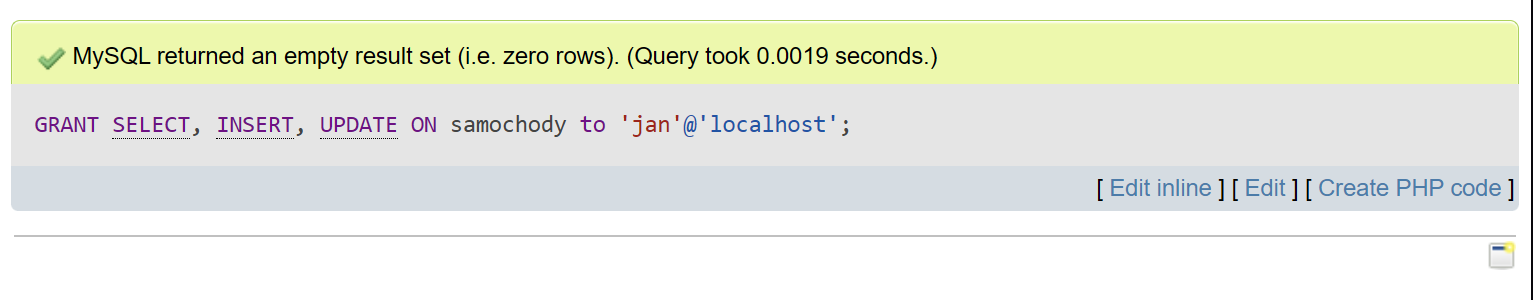 MySQL returned an empty result set (i.e. zero rows). (Query took 0.0019 seconds.)
GRANT SELECT, INSERT, UPDATE ON samochody to 'jan'@'localhost';
[ Edit inline ] [ Edit ] [ Create PHP code ]